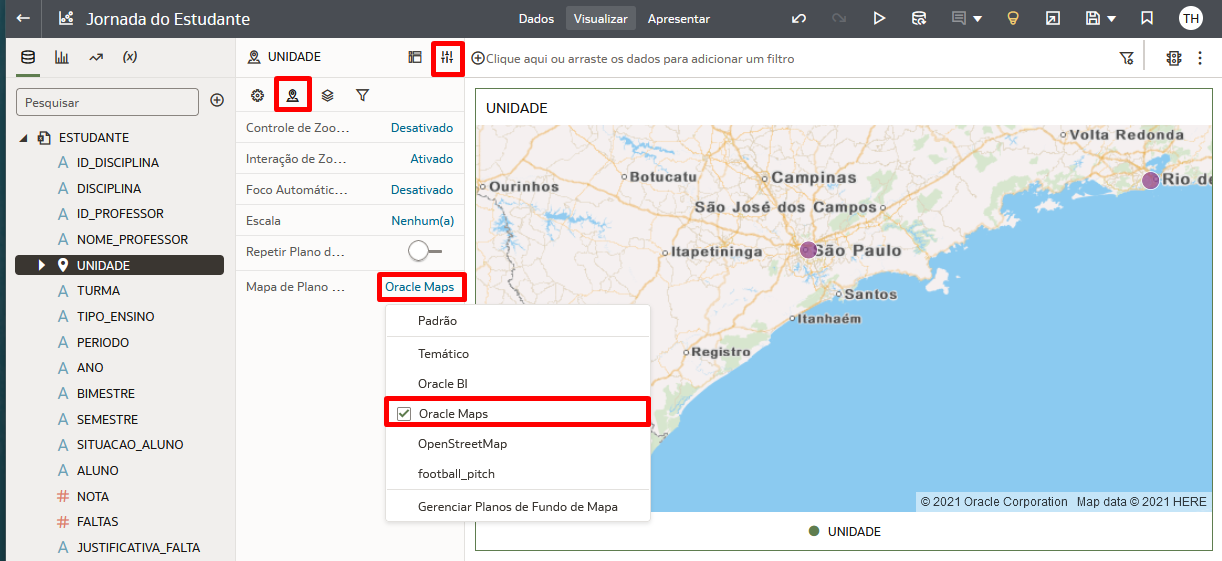 Jornada do Estudante
Dados
Visualizar
Apresentar
TH
(x)
UNIDADE
Clique aqui ou arraste os dados para adicionar um filtro
Pesquisar
ESTUDANTE
A ID_DISCIPLINA
A DISCIPLINA
A ID_PROFESSOR
A NOME_PROFESSOR
UNIDADE
A TURMA
A TIPO_ENSINO
A PERIODO
A ANO
A BIMESTRE
A SEMESTRE
A SITUACAO_ALUNO
A ALUNO
# NOTA
# FALTAS
A JUSTIFICATIVA_FALTA
Controle de Zoo... Desativado
Interação de Zo... Ativado
Foco Automátic... Desativado
Escala Nenhum(a)
Repetir Plano d...
Mapa de Plano ... Oracle Maps
Padrão
Temático
Oracle BI
Oracle Maps
OpenStreetMap
football_pitch
Gerenciar Planos de Fundo de Mapa
UNIDADE
Volta Redonda
Ourinhos
Botucatu
Campinas
Rio de
São José dos Campos
Itapetininga
São Paulo
Santos
Itanhaém
Registro
© 2021 Oracle Corporation Map data © 2021 HERE
UNIDADE